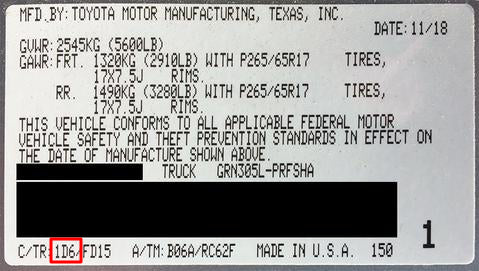 MFD.BY: TOYOTA MOTOR MANUFACTURING, TEXAS, INC.
DATE: 11/18
GVWR: 2545KG (5600LB)
GAWR: FRT. 1320KG (2910LB) WITH P265/65R17 TIRES,
17X7.5J RIMS.
RR. 1490KG (3280LB) WITH P265/65R17 TIRES,
17X7.5J RIMS.
THIS VEHICLE CONFORMS TO ALL APPLICABLE FEDERAL MOTOR
VEHICLE SAFETY AND THEFT PREVENTION STANDARDS IN EFFECT ON
THE DATE OF MANUFACTURE SHOWN ABOVE.
TRUCK GRN305L-PRFSHA
1
C/TR: 1D6/FD15 A/TM: B06A/RC62F MADE IN U.S.A. 150